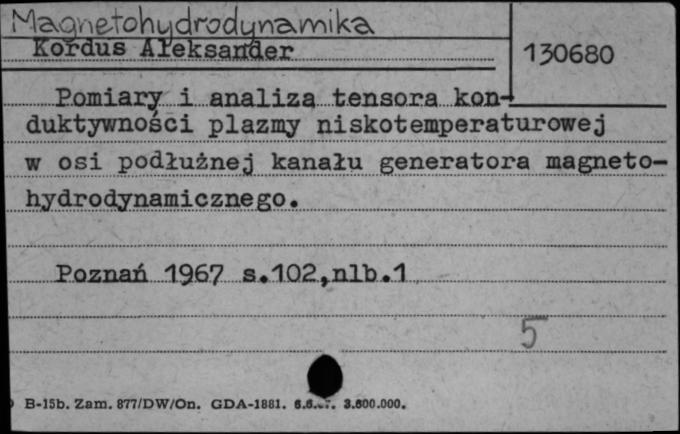 Magnetohydrodynamika
Kordus Aleksander
130680
Pomiary i analiza tensora kon-
duktywności plazmy niskotemperaturowej
w osi podłużnej kanału generatora magneto-
hydrodynamicznego.
Poznań 1967 s.102,nlb.1
5
B-15b. Zam. 877/DW/On. GDA-1881. 3.600.000.